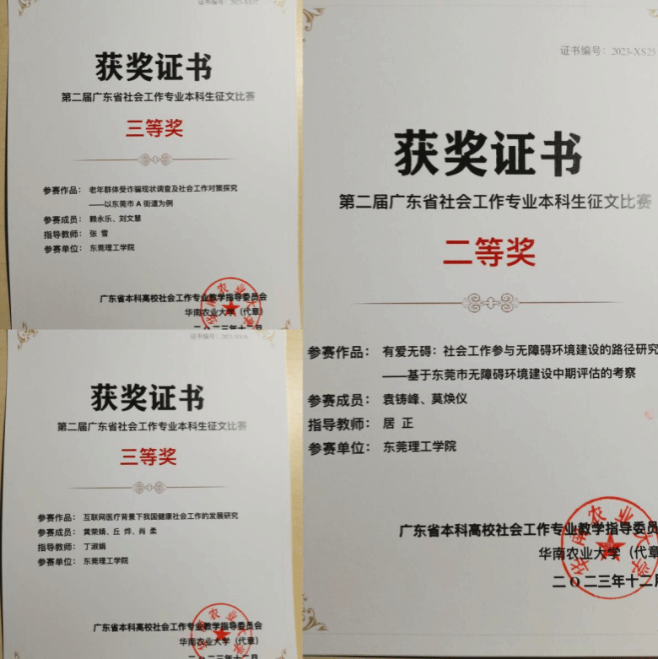 获奖证书
第二届广东省社会工作专业本科生征文比赛
三等奖
参赛作品：老年群体受诈骗现状调查及社会工作对策探究
——以东莞市A街道为例
参赛成员：赖永乐、刘文慧
指导教师：张 雪
参赛单位：东莞理工学院
广东省本科高校社会工作专业教学指导委员会
华南农业大学（代章）
二〇二三年十二月
获奖证书
第二届广东省社会工作专业本科生征文比赛
三等奖
参赛作品：互联网医疗背景下我国健康社会工作的发展研究
参赛成员：黄荣嫱、丘 烨、肖 柔
指导教师：丁淑娟
参赛单位：东莞理工学院
广东省本科高校社会工作专业教学指导委员会
华南农业大学（代章）
证书编号：2023-XS25
获奖证书
第二届广东省社会工作专业本科生征文比赛
二等奖
参赛作品：有爱无碍：社会工作参与无障碍环境建设的路径研究
——基于东莞市无障碍环境建设中期评估的考察
参赛成员：袁铸峰、莫焕仪
指导教师：居 正
参赛单位：东莞理工学院
广东省本科高校社会工作专业教学指导委员
华南农业大学（代章
二〇二三年十二月